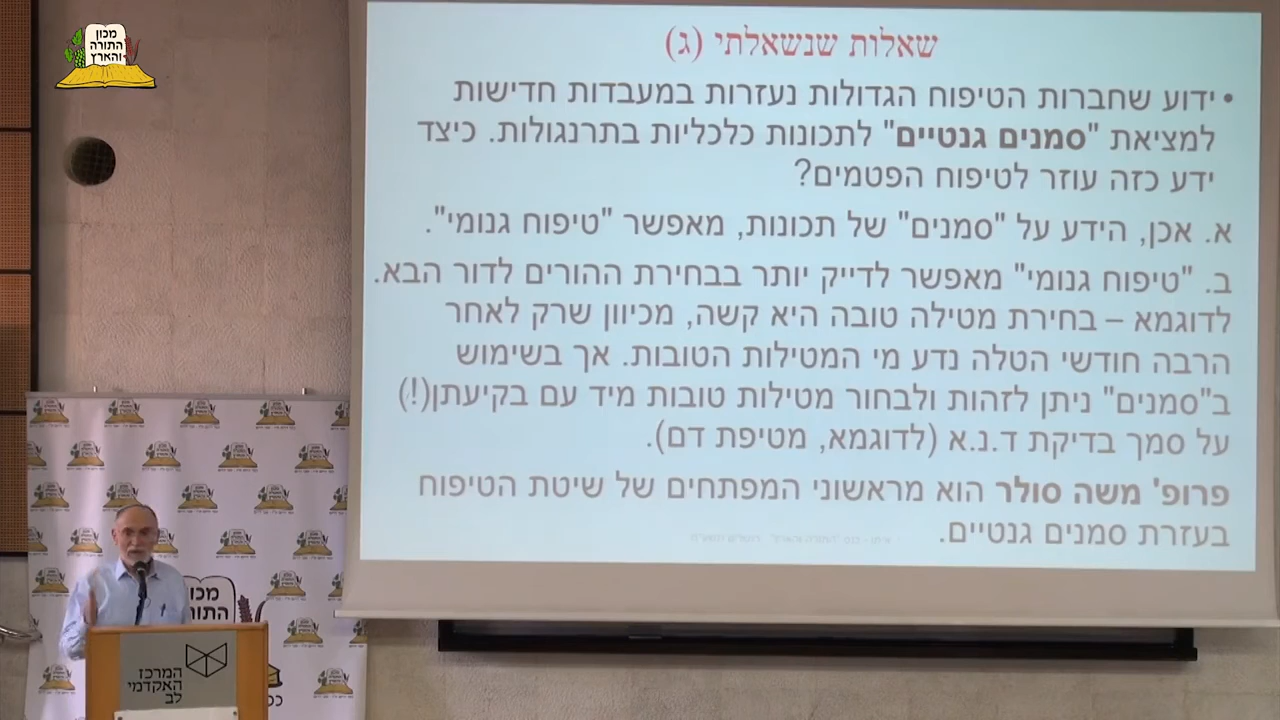 מכון
התורה
והארץ
שאלות שנשאלתי (ג)
• ידוע שחברות הטיפוח הגדולות נעזרות במעבדות חדישות
למציאת "סמנים גנטיים" לתכונות כלכליות בתרנגולות. כיצד
ידע כזה עוזר לטיפוח הפטמים?
א. אכן, הידע על "סמנים" של תכונות, מאפשר "טיפוח גנומי".
ב. "טיפוח גנומי" מאפשר לדייק יותר בבחירת ההורים לדור הבא.
לדוגמא – בחירת מטילה טובה היא קשה, מכיוון שרק לאחר
הרבה חודשי הטלה נדע מי המטילות הטובות. אך בשימוש
ב"סמנים" ניתן לזהות ולבחור מטילות טובות מיד עם בקיעתן(!)
על סמך בדיקת ד.נ.א (לדוגמא, מטיפת דם).
פרופ' משה סולר הוא מראשוני המפתחים של שיטת הטיפוח
בעזרת סמנים גנטיים.
מכון
התור
המרכז
האקדמי
לב